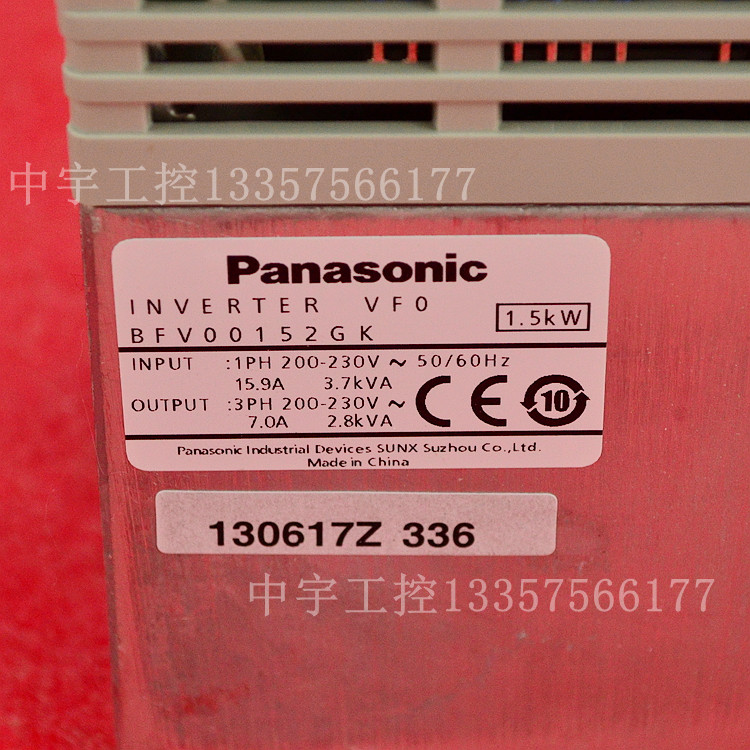 中宇工控13357566177
Panasonic
INVERTER VF0
BFV00152GK
1.5kW
INPUT :1PH 200-230V ~ 50/60Hz
15.9A 3.7kVA
OUTPUT :3PH 200-230V ~
7.0A 2.8kVA
CE
10
Panasonic Industrial Devices SUNX Suzhou Co.,Ltd.
Made in China
130617Z 336
中宇工控13357566177